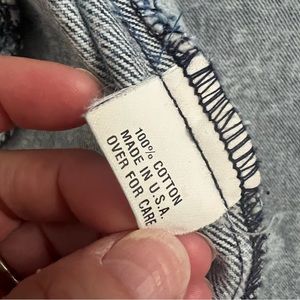 100% COTTON
MADE IN U.S.A.
OVER FOR CARE